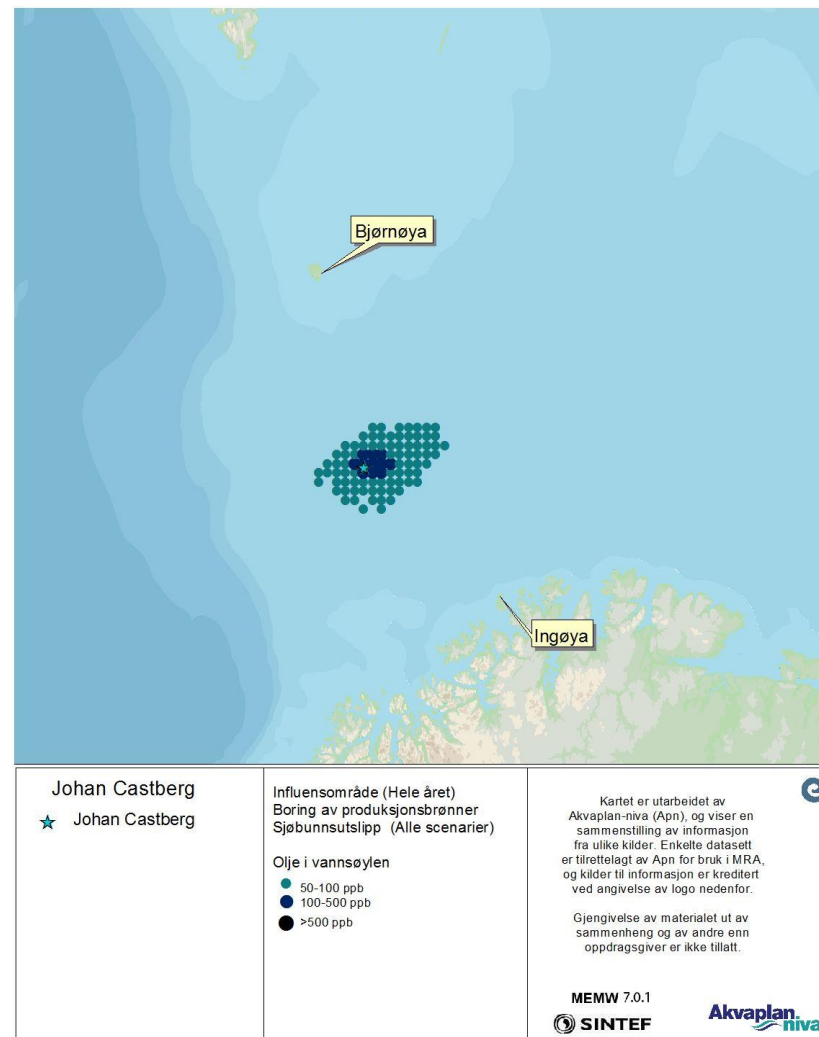 Bjørnøya
Ingøya
Johan Castberg
Johan Castberg
Influensområde (Hele året)
Boring av produksjonsbrønner
Sjøbunnsutslipp (Alle scenarier)
Olje i vannsøylen
50-100 ppb
100-500 ppb
>500 ppb
Kartet er utarbeidet av
Akvaplan-niva (Apn), og viser en
sammenstilling av informasjon
fra ulike kilder. Enkelte datasett
er tilrettelagt av Apn for bruk i MRA,
og kilder til informasjon er kreditert
ved angivelse av logo nedenfor.
Gjengivelse av materialet ut av
sammenheng og av andre enn
oppdragsgiver er ikke tillatt.
MEMW 7.0.1
SINTEF
Akvaplan.
niva